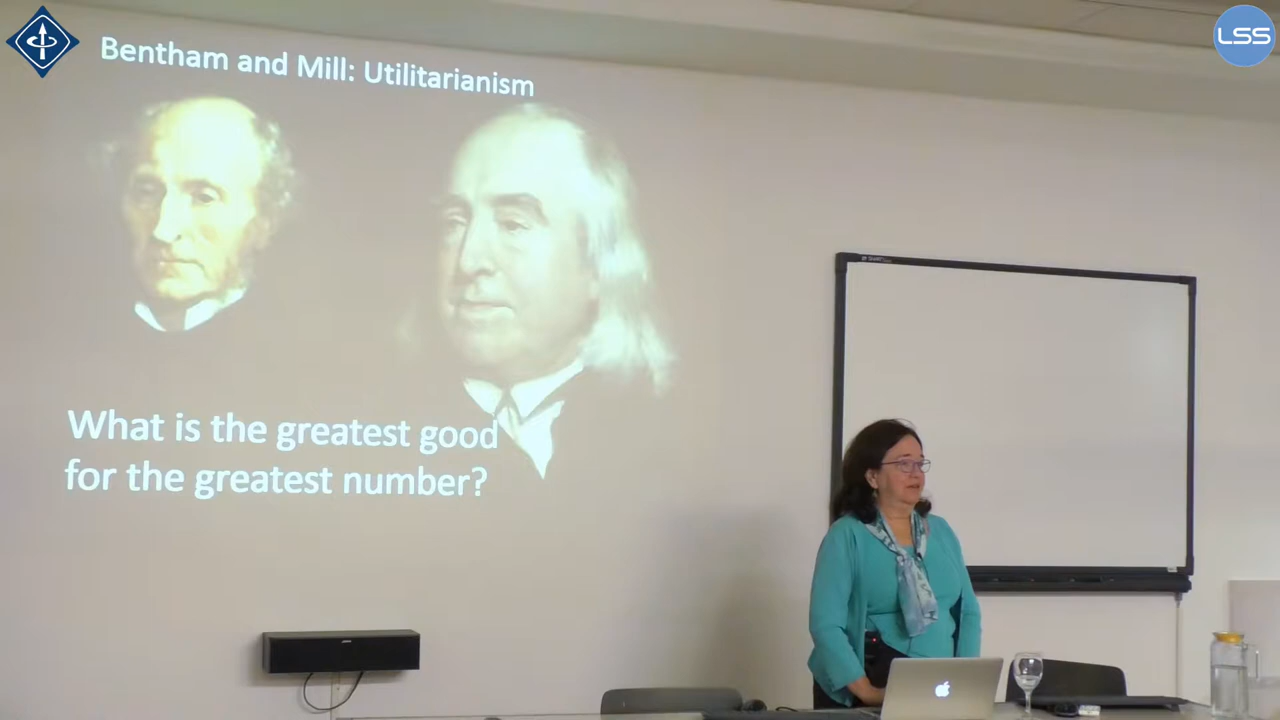 Bentham and Mill: Utilitarianism
LSS
What is the greatest good
for the greatest number?